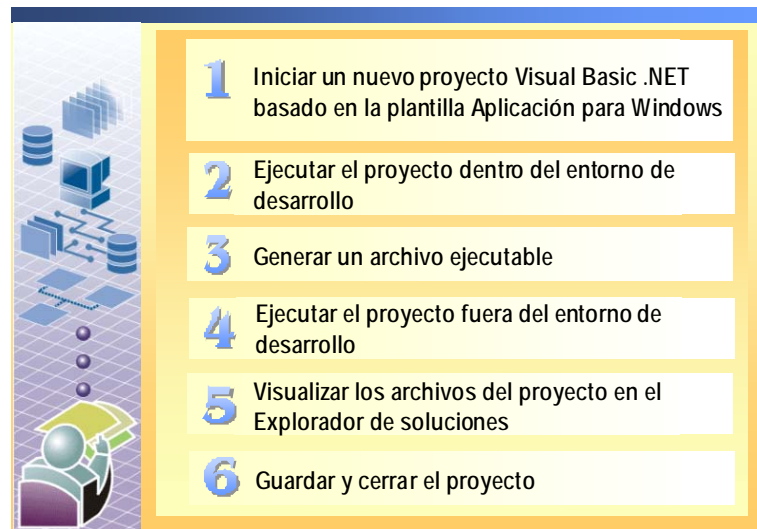 1 Iniciar un nuevo proyecto Visual Basic .NET
basado en la plantilla Aplicación para Windows
2 Ejecutar el proyecto dentro del entorno de
desarrollo
3 Generar un archivo ejecutable
4 Ejecutar el proyecto fuera del entorno de
desarrollo
5 Visualizar los archivos del proyecto en el
Explorador de soluciones
6 Guardar y cerrar el proyecto